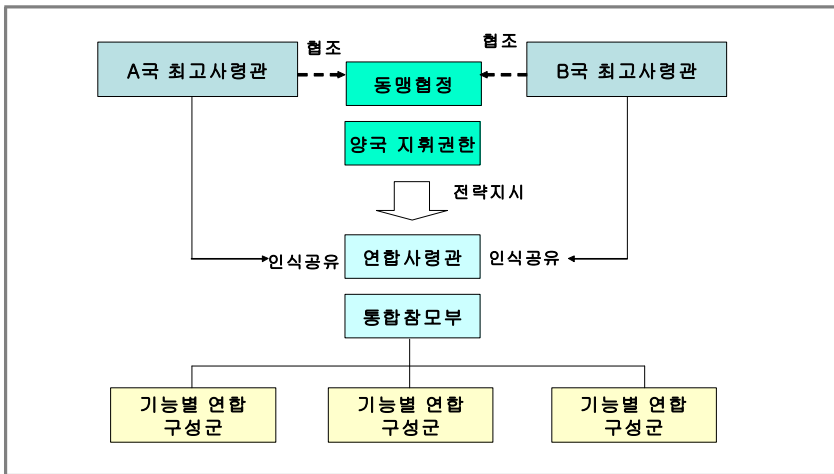 협조
협조
A국 최고사령관
B국 최고사령관
동맹협정
양국 지휘권한
전략지시
인식공유
연합사령관
인식공유
통합참모부
기능별 연합
구성군
기능별 연합
구성군
기능별 연합
구성군